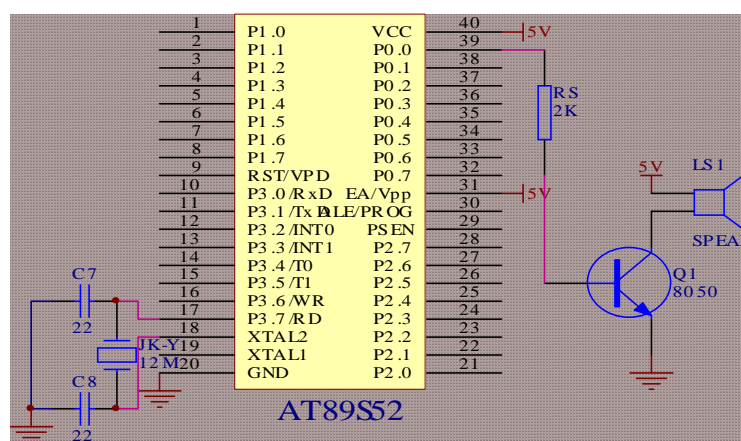 1 P1.0 VCC 40 5V
2 P1.1 P0.0 39
3 P1.2 P0.1 38
4 P1.3 P0.2 37
5 P1.4 P0.3 36
6 P1.5 P0.4 35
7 P1.6 P0.5 34
8 P1.7 P0.6 33
9 RST/VPD P0.7 32
10 P3.0/RxD EA/Vpp 31 5V
11 P3.1/TxD ALE/PROG 30
12 P3.2/INT0 PSEN 29
13 P3.3/INT1 P2.7 28
14 P3.4/T0 P2.6 27
15 P3.5/T1 P2.5 26
16 P3.6/WR P2.4 25
17 P3.7/RD P2.3 24
18 XTAL2 P2.2 23
19 XTAL1 P2.1 22
20 GND P2.0 21
AT89S52
RS
2K
5V
LS1
SPEA
Q1
8050
C7
22
JK-Y
12M
C8
22